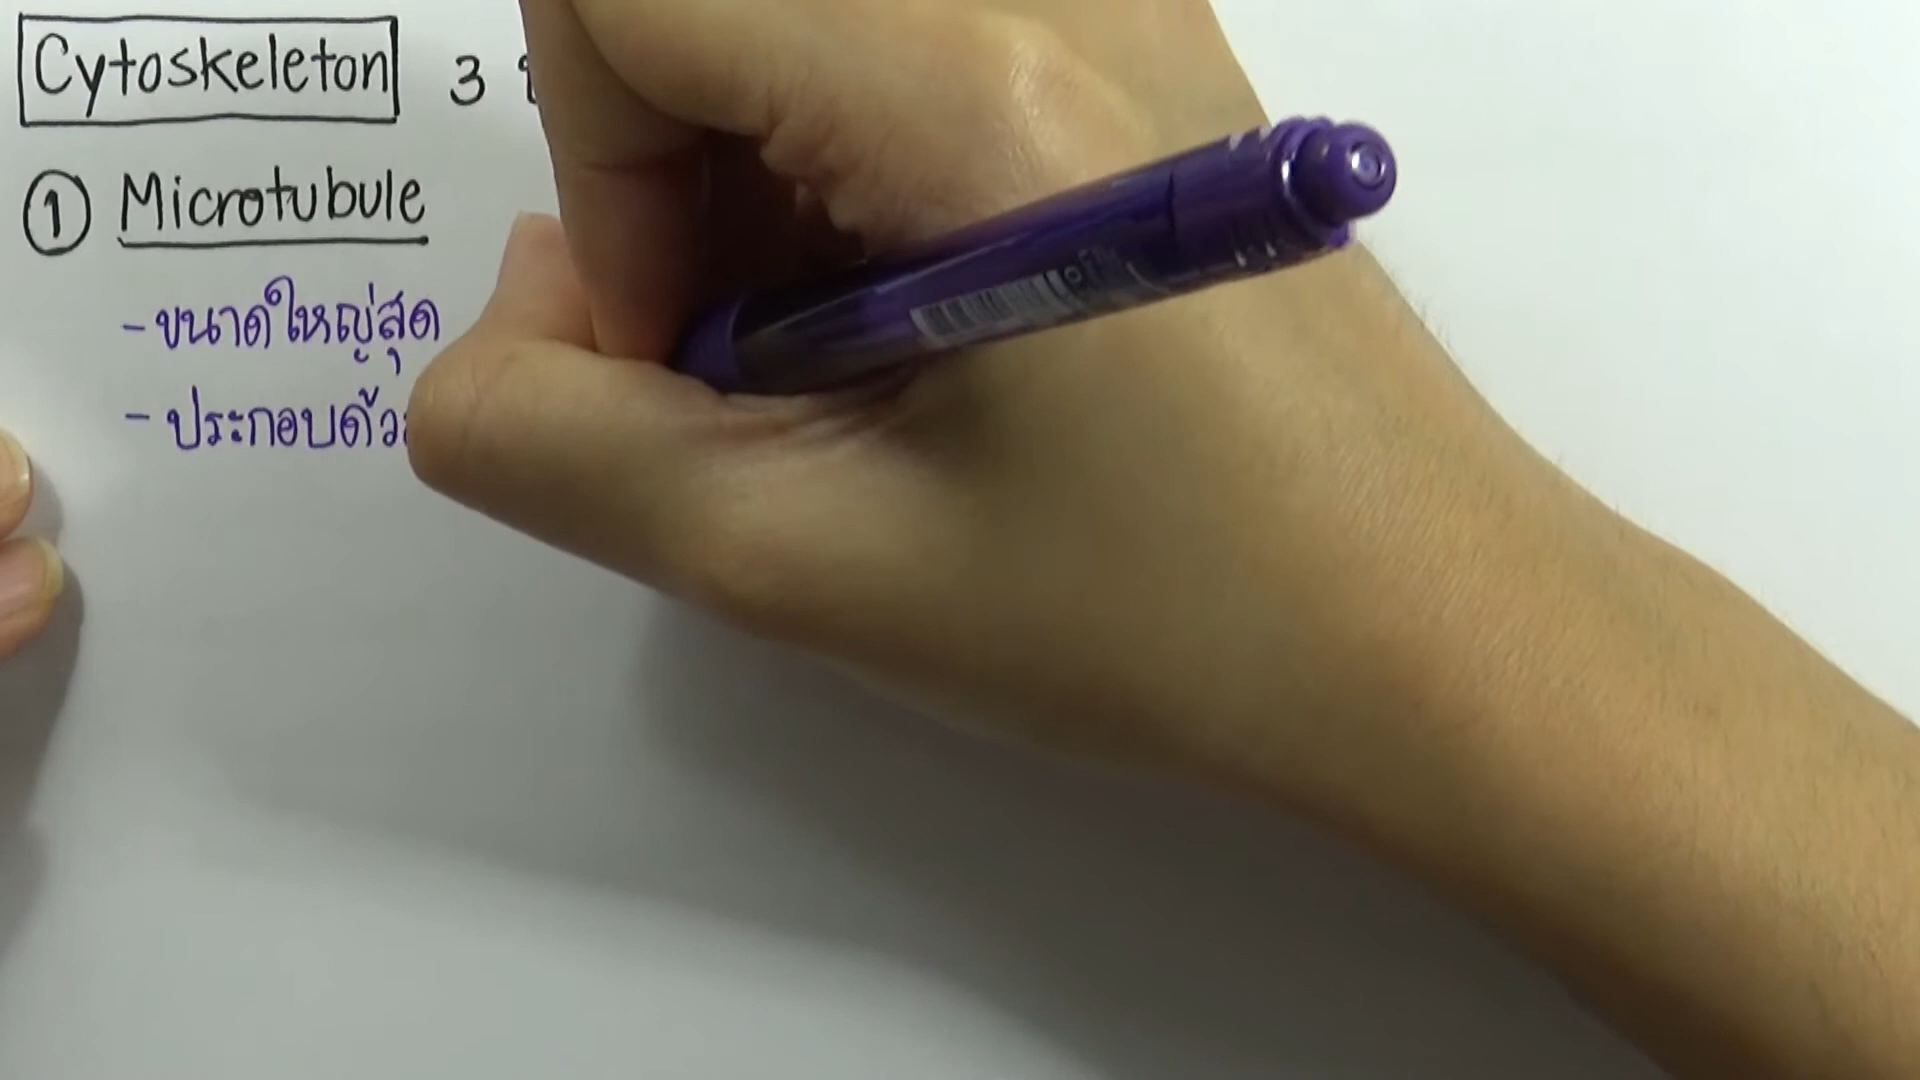 Cytoskeleton 3
① Microtubule
- ขนาดใหญ่สุด
- ประกอบด้วย